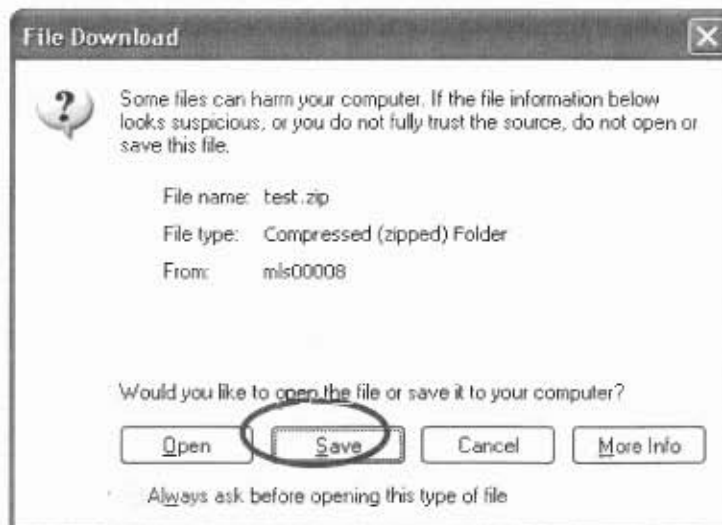 File Download
Some files can harm your computer. If the file information below
looks suspicious, or you do not fully trust the source, do not open or
save this file.
File name: test.zip
File type: Compressed (zipped) Folder
From: mls00008
Would you like to open the file or save it to your computer?
Open Save Cancel More Info
Always ask before opening this type of file